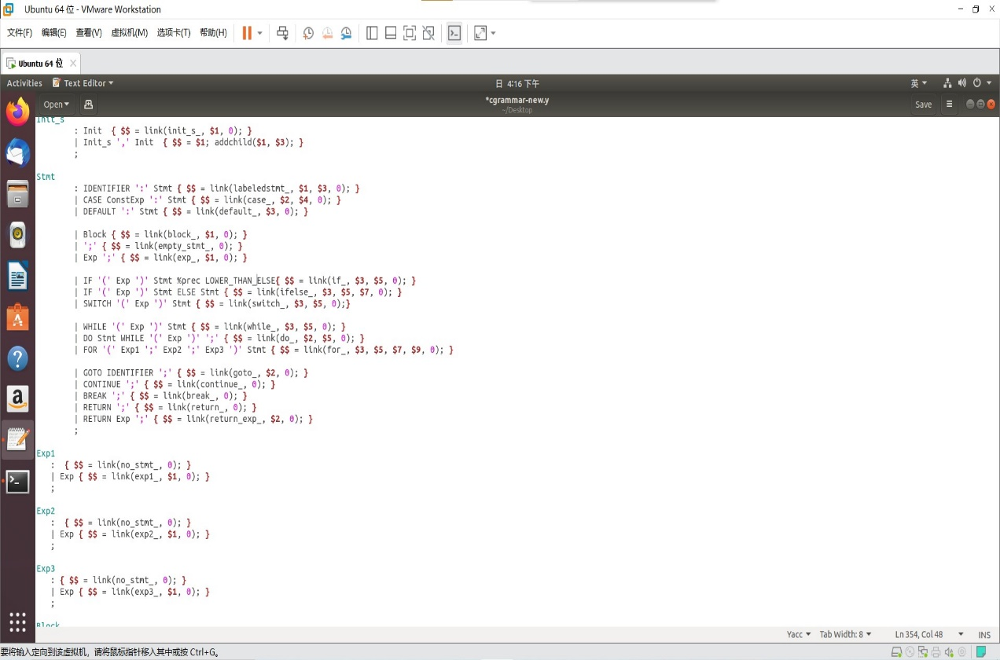 Ubuntu 64 位 - VMware Workstation
文件(F) 编辑(E) 查看(V) 虚拟机(M) 选项卡(T) 帮助(H)
Ubuntu 64 位
Activities Text Editor 日 4:16 下午 英
Open *cgrammar-new.y Save
~/Desktop
Init_s
: Init { $$ = link(init_s_, $1, 0); }
| Init_s ',' Init { $$ = $1; addchild($1, $3); }
;
Stmt
: IDENTIFIER ':' Stmt { $$ = link(labeledstmt_, $1, $3, 0); }
| CASE ConstExp ':' Stmt { $$ = link(case_, $2, $4, 0); }
| DEFAULT ':' Stmt { $$ = link(default_, $3, 0); }
| Block { $$ = link(block_, $1, 0); }
| ';' { $$ = link(empty_stmt_, 0); }
| Exp ';' { $$ = link(exp_, $1, 0); }
| IF '(' Exp ')' Stmt %prec LOWER_THAN_ELSE{ $$ = link(if_, $3, $5, 0); }
| IF '(' Exp ')' Stmt ELSE Stmt { $$ = link(ifelse_, $3, $5, $7, 0); }
| SWITCH '(' Exp ')' Stmt { $$ = link(switch_, $3, $5, 0);}
| WHILE '(' Exp ')' Stmt { $$ = link(while_, $3, $5, 0); }
| DO Stmt WHILE '(' Exp ')' ';' { $$ = link(do_, $2, $5, 0); }
| FOR '(' Exp1 ';' Exp2 ';' Exp3 ')' Stmt { $$ = link(for_, $3, $5, $7, $9, 0); }
| GOTO IDENTIFIER ';' { $$ = link(goto_, $2, 0); }
| CONTINUE ';' { $$ = link(continue_, 0); }
| BREAK ';' { $$ = link(break_, 0); }
| RETURN ';' { $$ = link(return_, 0); }
| RETURN Exp ';' { $$ = link(return_exp_, $2, 0); }
;
Exp1
: { $$ = link(no_stmt_, 0); }
| Exp { $$ = link(exp1_, $1, 0); }
;
Exp2
: { $$ = link(no_stmt_, 0); }
| Exp { $$ = link(exp2_, $1, 0); }
;
Exp3
: { $$ = link(no_stmt_, 0); }
| Exp { $$ = link(exp3_, $1, 0); }
;
Block
Yacc Tab Width: 8 Ln 354, Col 48 INS
要将输入定向到该虚拟机，请将鼠标指针移入其中或按 Ctrl+G。